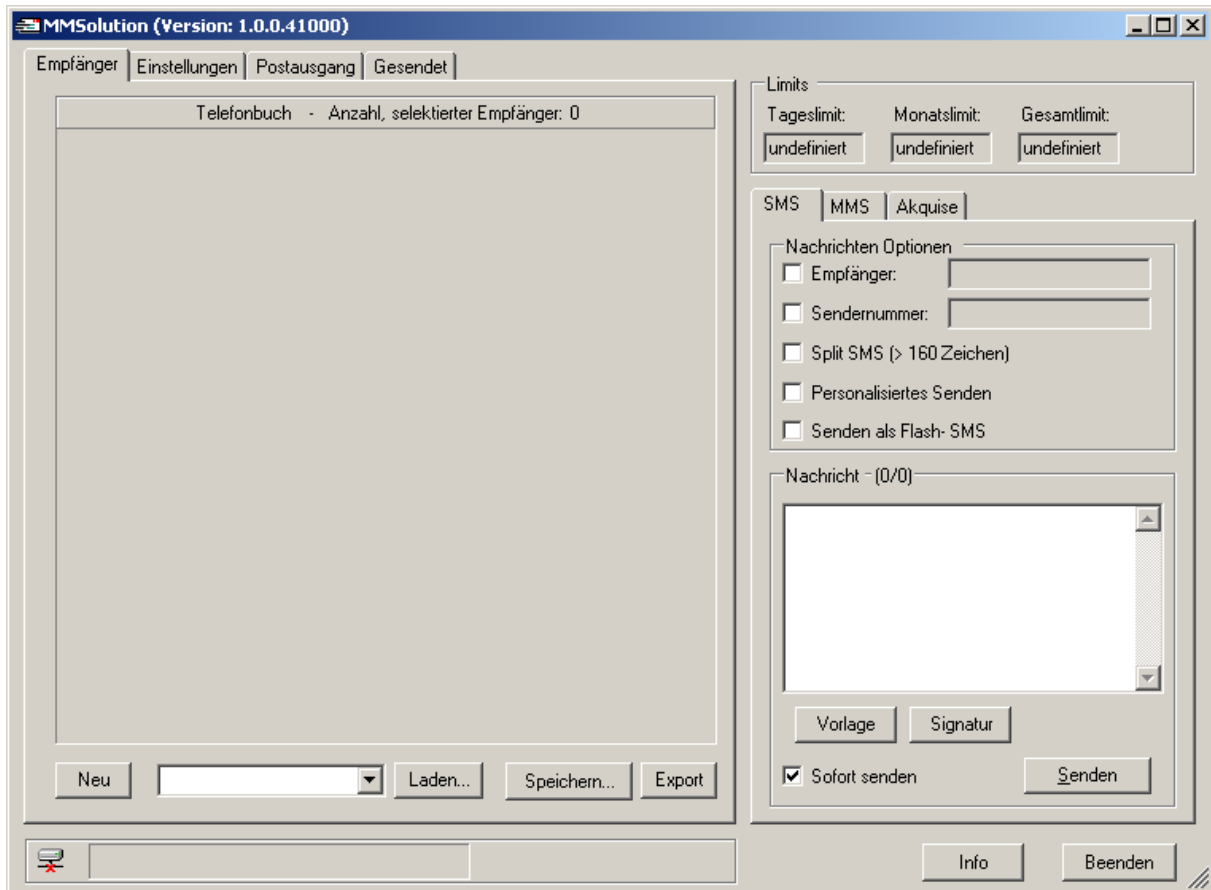 MMSolution (Version: 1.0.0.41000)
Empfänger Einstellungen Postausgang Gesendet
Telefonbuch - Anzahl, selektierter Empfänger: 0
Neu Laden... Speichern... Export
Limits
Tageslimit: Monatslimit: Gesamtlimit:
undefiniert undefiniert undefiniert
SMS MMS Akquise
Nachrichten Optionen
Empfänger:
Sendernummer:
Split SMS (> 160 Zeichen)
Personalisiertes Senden
Senden als Flash- SMS
Nachricht - (0/0)
Vorlage Signatur
Sofort senden Senden
Info Beenden